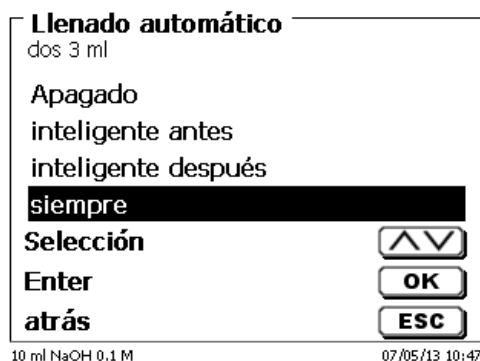 Llenado automático
dos 3 ml
Apagado
inteligente antes
inteligente después
siempre
Selección
Enter OK
atrás ESC
10 ml NaOH 0.1 M 07/05/13 10:47